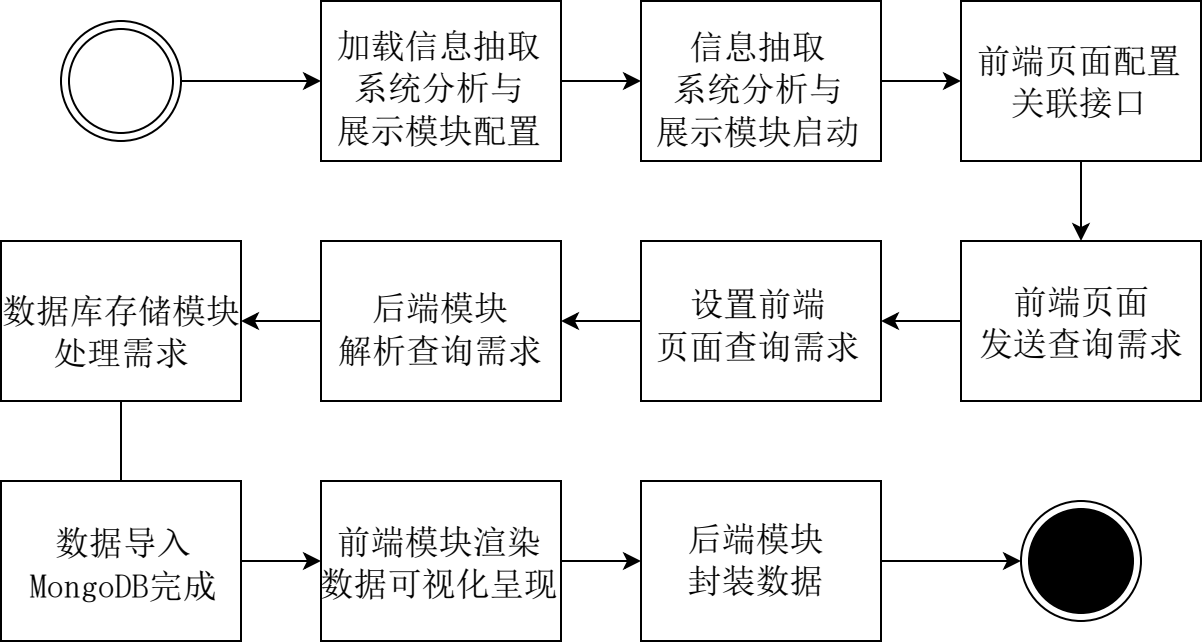 加载信息抽取
系统分析与
展示模块配置
信息抽取
系统分析与
展示模块启动
前端页面配置
关联接口
前端页面
发送查询需求
设置前端
页面查询需求
后端模块
解析查询需求
数据库存储模块
处理需求
数据导入
MongoDB完成
前端模块渲染
数据可视化呈现
后端模块
封装数据